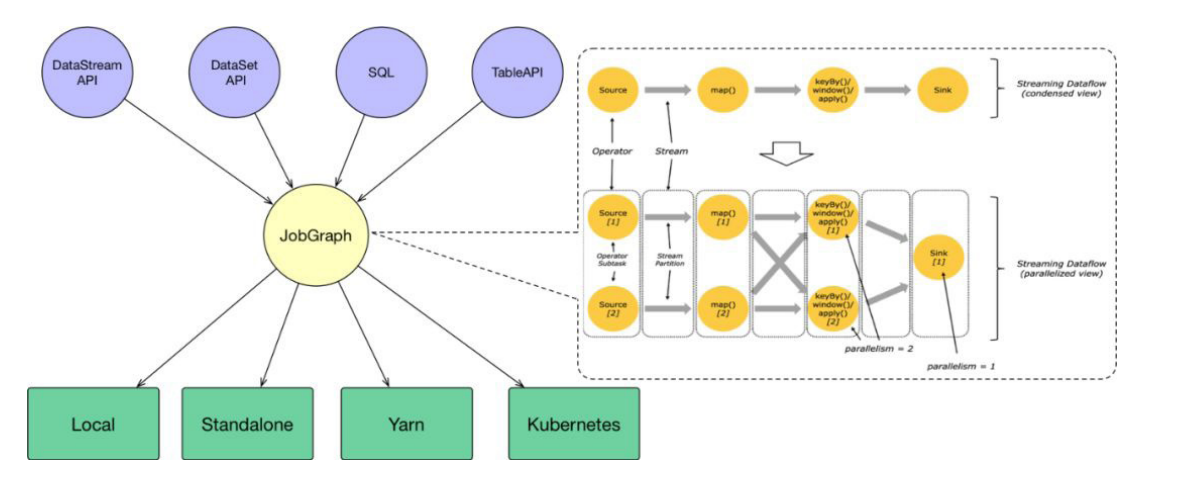 DataStream
API
DataSet
API
SQL
TableAPI
JobGraph
Local
Standalone
Yarn
Kubernetes
Source
map()
keyBy()/
window()/
apply()
Sink
Streaming Dataflow
(condensed view)
Operator
Stream
Source
[1]
map()
[1]
keyBy()/
window()/
apply()
[1]
Operator
Subtask
Stream
Partition
Sink
[1]
Streaming Dataflow
(parallelized view)
Source
[2]
map()
[2]
keyBy()/
window()/
apply()
[2]
parallelism = 2
parallelism = 1